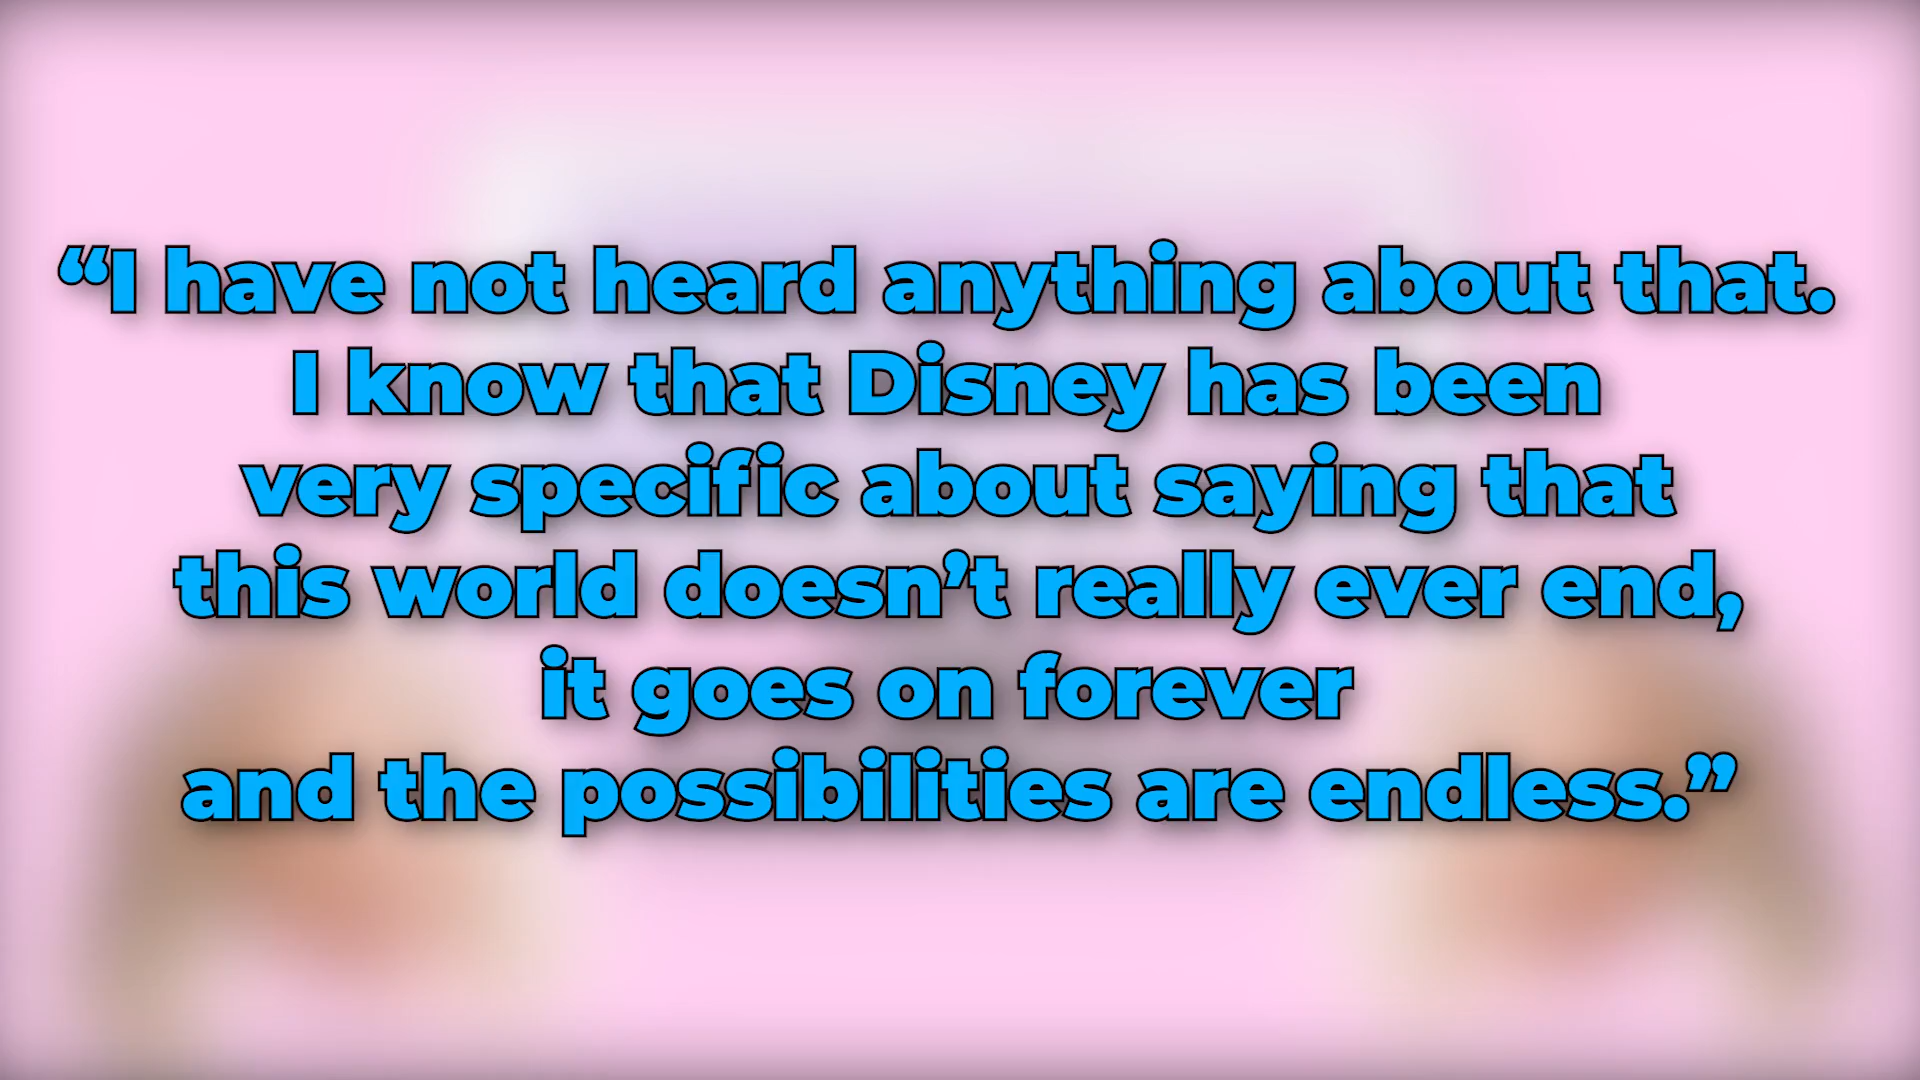 “I have not heard anything about that.
I know that Disney has been
very specific about saying that
this world doesn’t really ever end,
it goes on forever
and the possibilities are endless.”